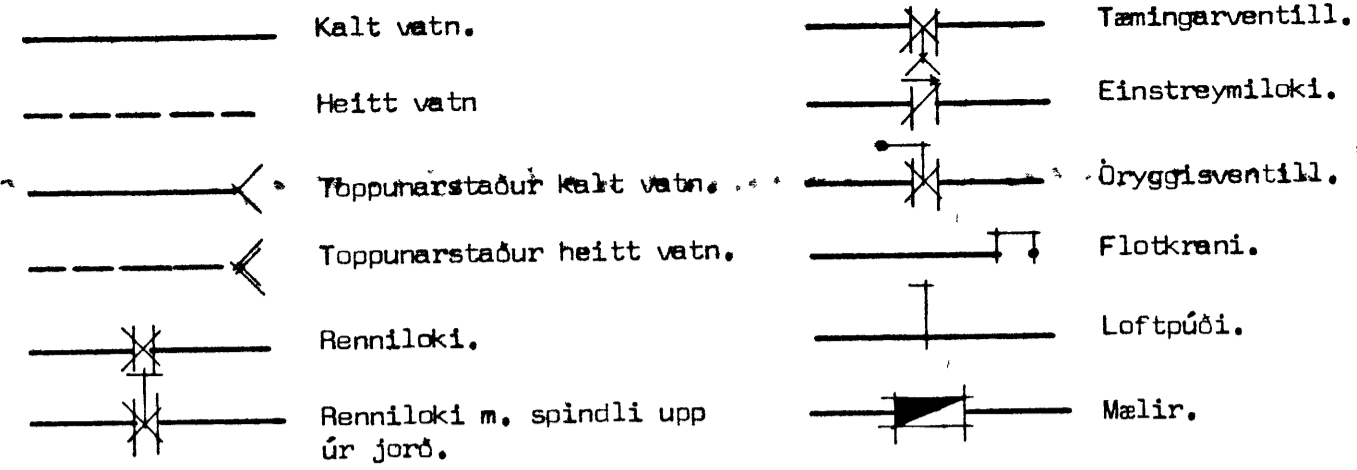 Kalt vatn.
Heitt vatn
Toppunarstaður kalt vatn.
Toppunarstaður heitt vatn.
Renniloki.
Renniloki m. spindli upp
úr jorð.
Tæmingarventill.
Einstreymiloki.
Öryggisventill.
Flotkrani.
Loftpúði.
Mælir.